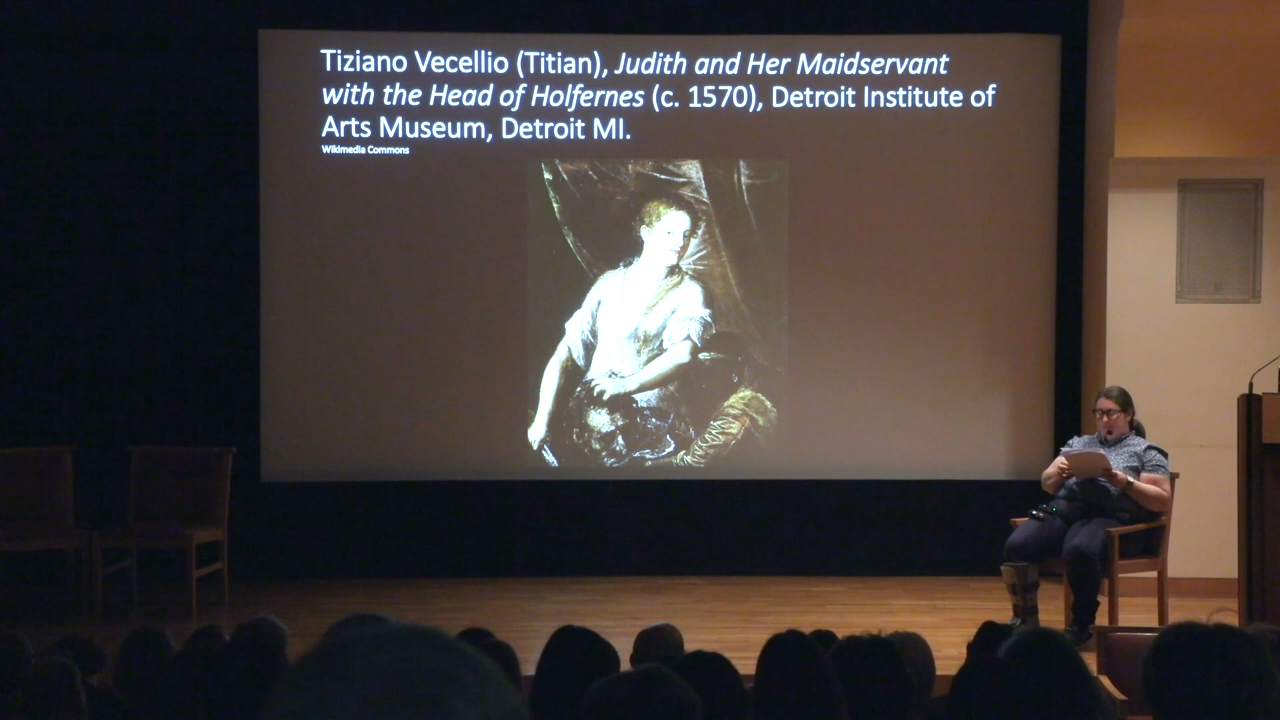 Tiziano Vecellio (Titian), Judith and Her Maidservant
with the Head of Holfernes (c. 1570), Detroit Institute of
Arts Museum, Detroit MI.
Wikimedia Commons